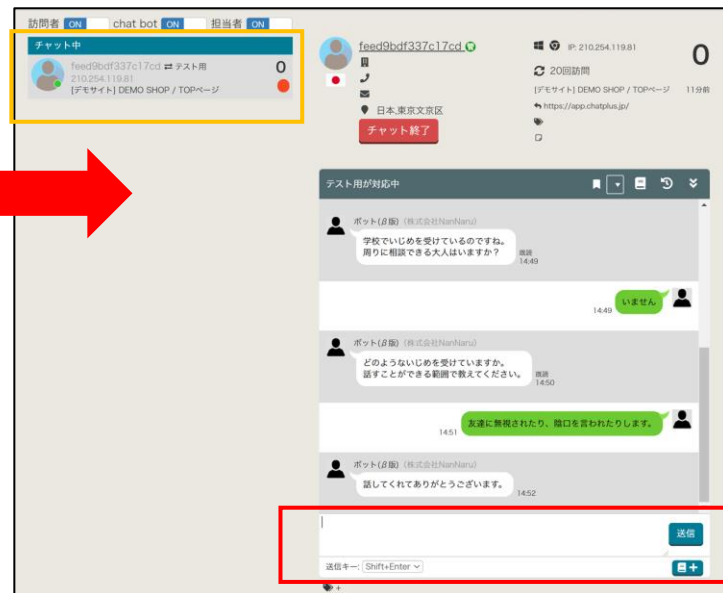 訪問者 ON chat bot ON 担当者 ON
チャット中
feed9bdf337c17cd ⇄ テスト用
210.254.119.81
[デモサイト] DEMO SHOP / TOPページ
0
feed9bdf337c17cd
日本,東京文京区
チャット終了
IP: 210.254.119.81
20回訪問
[デモサイト] DEMO SHOP / TOPページ 11分前
https://app.chatplus.jp/
0
テスト用が対応中
ボット(β版) (株式会社NanNaru)
学校でいじめを受けているのですね。
周りに相談できる大人はいますか？
既読
14:49
いません
14:49
ボット(β版) (株式会社NanNaru)
どのようないじめを受けていますか。
話すことができる範囲で教えてください。
既読
14:50
友達に無視されたり、陰口を言われたりします。
14:51
ボット(β版) (株式会社NanNaru)
話してくれてありがとうございます。
14:52
送信
送信キー: Shift+Enter
+
+